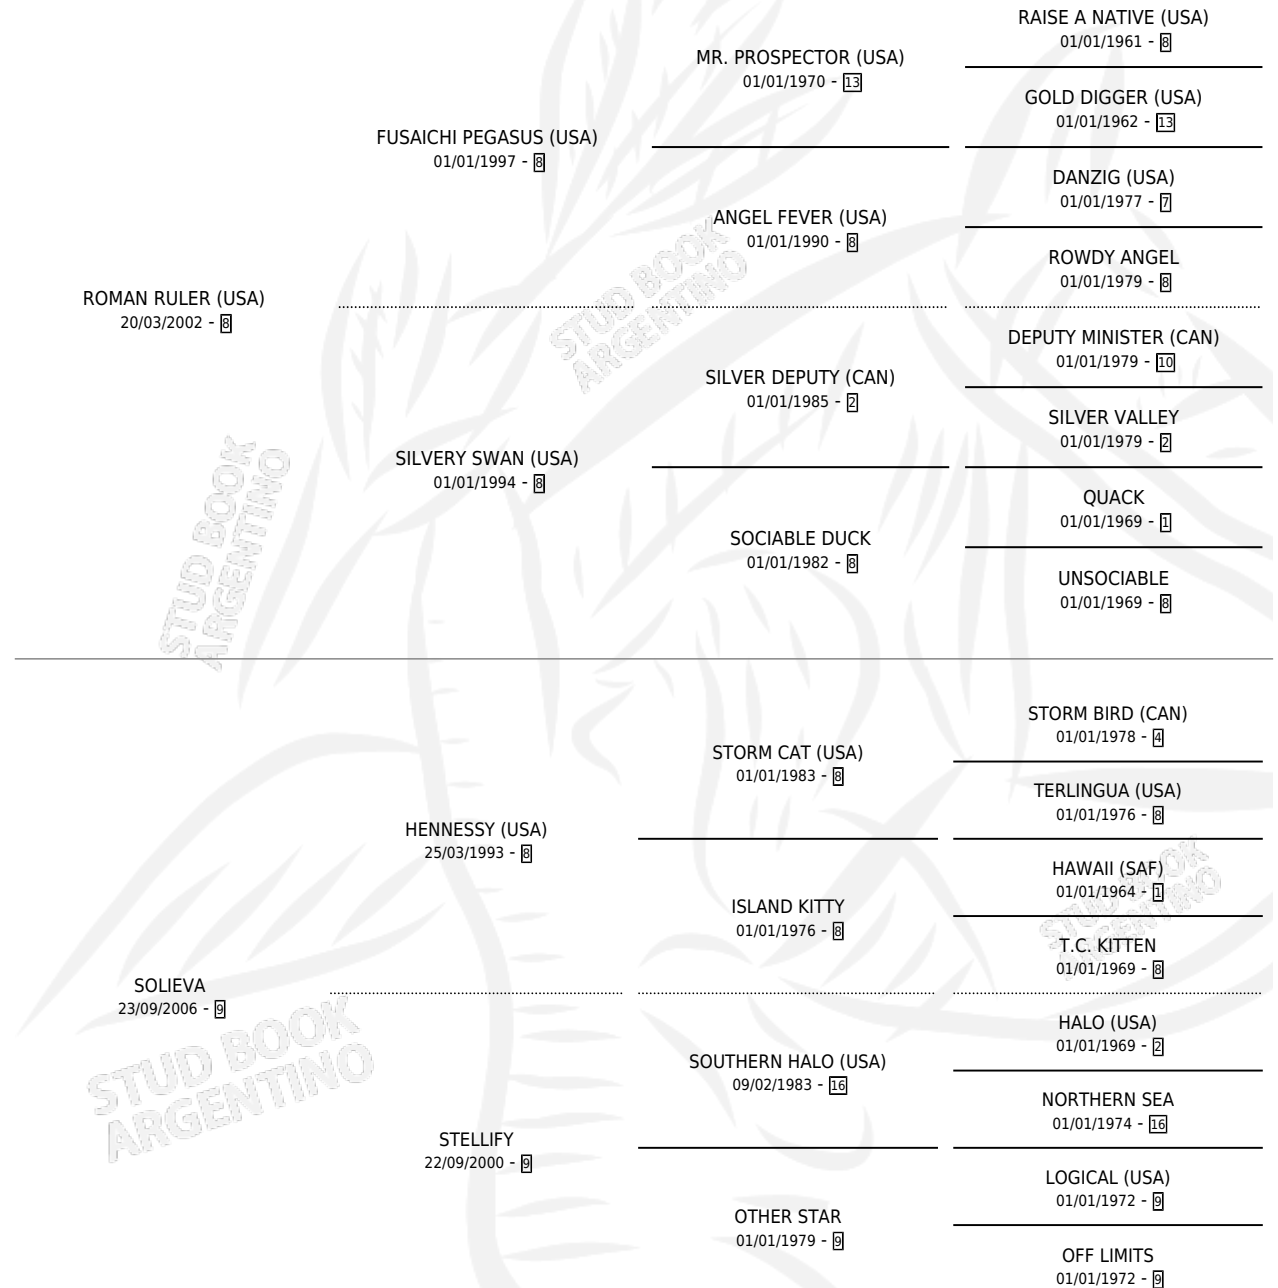 RAISE A NATIVE (USA)
01/01/1961 - 8
MR. PROSPECTOR (USA)
01/01/1970 - 13
GOLD DIGGER (USA)
01/01/1962 - 13
FUSAICHI PEGASUS (USA)
01/01/1997 - 8
DANZIG (USA)
01/01/1977 - 7
ANGEL FEVER (USA)
01/01/1990 - 8
ROWDY ANGEL
01/01/1979 - 8
ROMAN RULER (USA)
20/03/2002 - 8
DEPUTY MINISTER (CAN)
01/01/1979 - 10
SILVER DEPUTY (CAN)
01/01/1985 - 2
SILVER VALLEY
01/01/1979 - 2
SILVERY SWAN (USA)
01/01/1994 - 8
QUACK
01/01/1969 - 1
SOCIABLE DUCK
01/01/1982 - 8
UNSOCIABLE
01/01/1969 - 8
STORM BIRD (CAN)
01/01/1978 - 4
STORM CAT (USA)
01/01/1983 - 8
TERLINGUA (USA)
01/01/1976 - 8
HENNESSY (USA)
25/03/1993 - 8
HAWAII (SAF)
01/01/1964 - 1
ISLAND KITTY
01/01/1976 - 8
T.C. KITTEN
01/01/1969 - 8
SOLIEVA
23/09/2006 - 9
HALO (USA)
01/01/1969 - 2
SOUTHERN HALO (USA)
09/02/1983 - 16
NORTHERN SEA
01/01/1974 - 16
STELLIFY
22/09/2000 - 9
LOGICAL (USA)
01/01/1972 - 9
OTHER STAR
01/01/1979 - 9
OFF LIMITS
01/01/1972 - 9
STUD BOOK
ARGENTINO
STUD BOOK
ARGENTINO
STUD BOOK
ARGENTINO
STUD BOOK
ARGENTINO